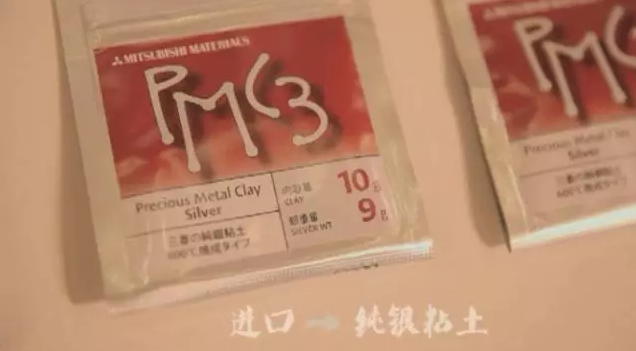 MITSUBISHI MATERIALS
PMC3
Precious Metal Clay
Silver
内容量 10g
CLAY
銀重量 9g
SILVER WT.
三菱の純銀粘土
600℃焼成タイプ
PMC
Precious Metal Clay
Silver
三菱の純銀粘土
600℃焼成タイプ
进口 纯银粘土